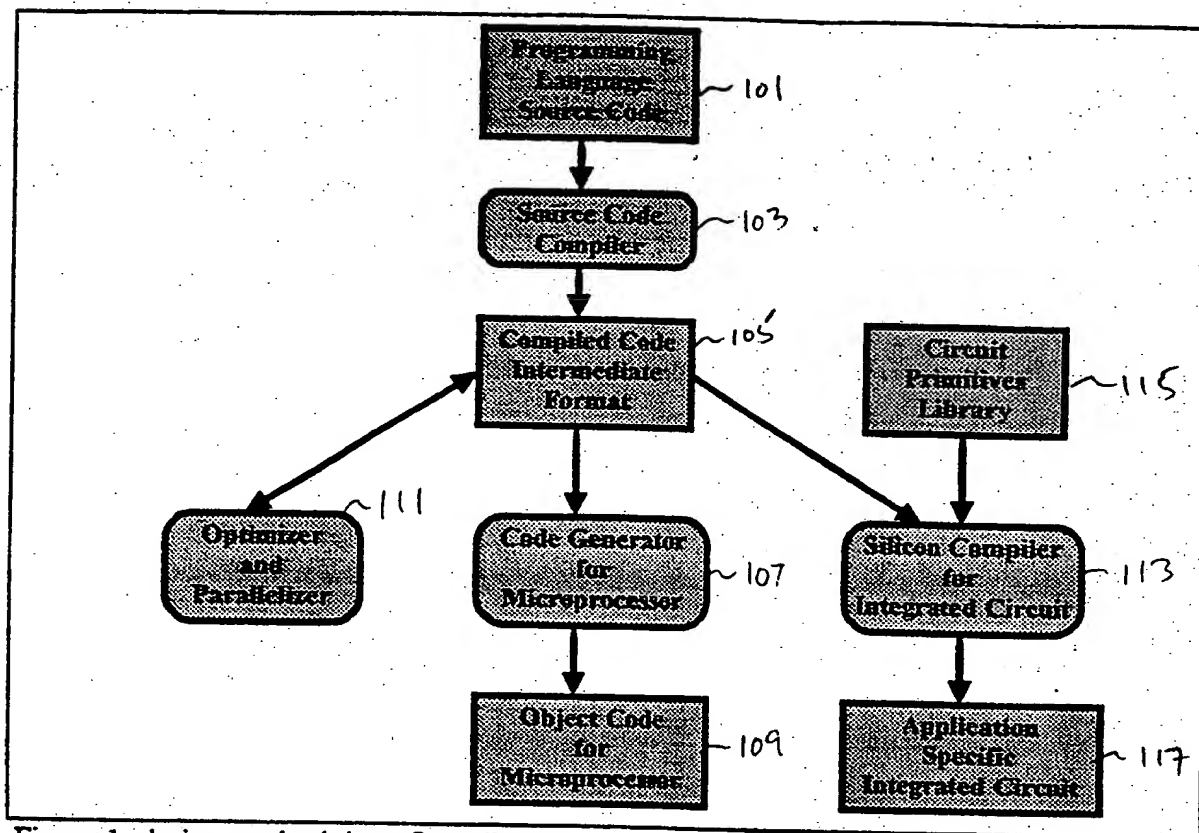 Programming
Language
Source Code
101
Source Code
Compiler
103
Compiled Code
Intermediate
Format
105
Circuit
Primitives
Library
115
Optimizer
and
Parallelizer
111
Code Generator
for
Microprocessor
107
Silicon Compiler
for
Integrated Circuit
113
Object Code
for
Microprocessor
109
Application
Specific
Integrated Circuit
117